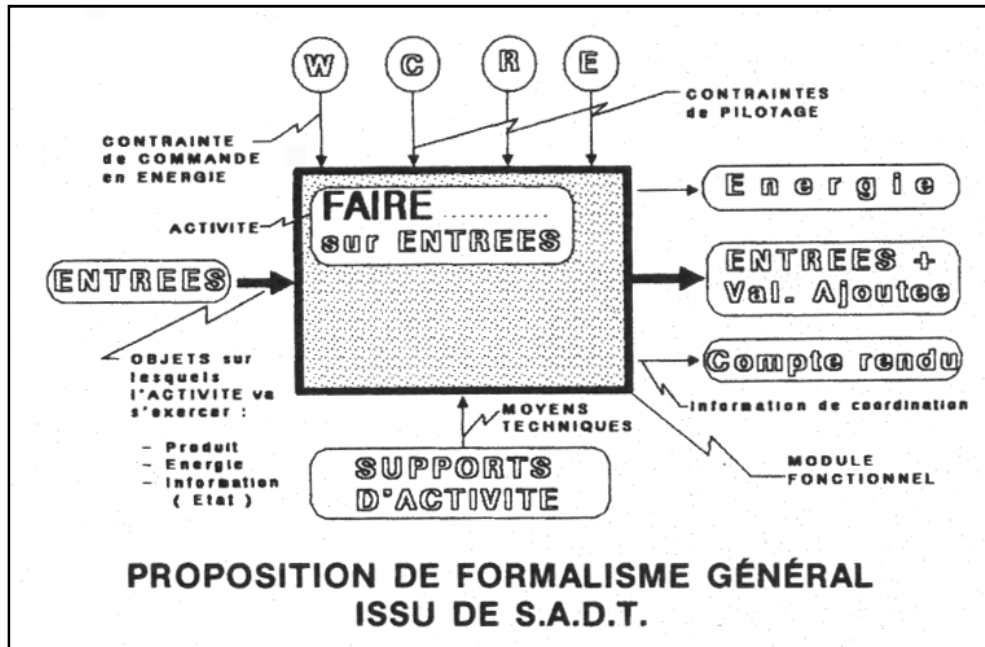 W C R E
CONTRAINTE
de COMMANDE
en ENERGIE
CONTRAINTES
de PILOTAGE
ACTIVITE
FAIRE ..........
sur ENTREES
ENTREES
Energie
ENTREES +
Val. Ajoutee
Compte rendu
OBJETS sur
lesquels
l'ACTIVITE va
s'exercer :
- Produit
- Energie
- Information
( Etat )
MOYENS
TECHNIQUES
SUPPORTS
D'ACTIVITE
Information de coordination
MODULE
FONCTIONNEL
PROPOSITION DE FORMALISME GÉNÉRAL
ISSU DE S.A.D.T.